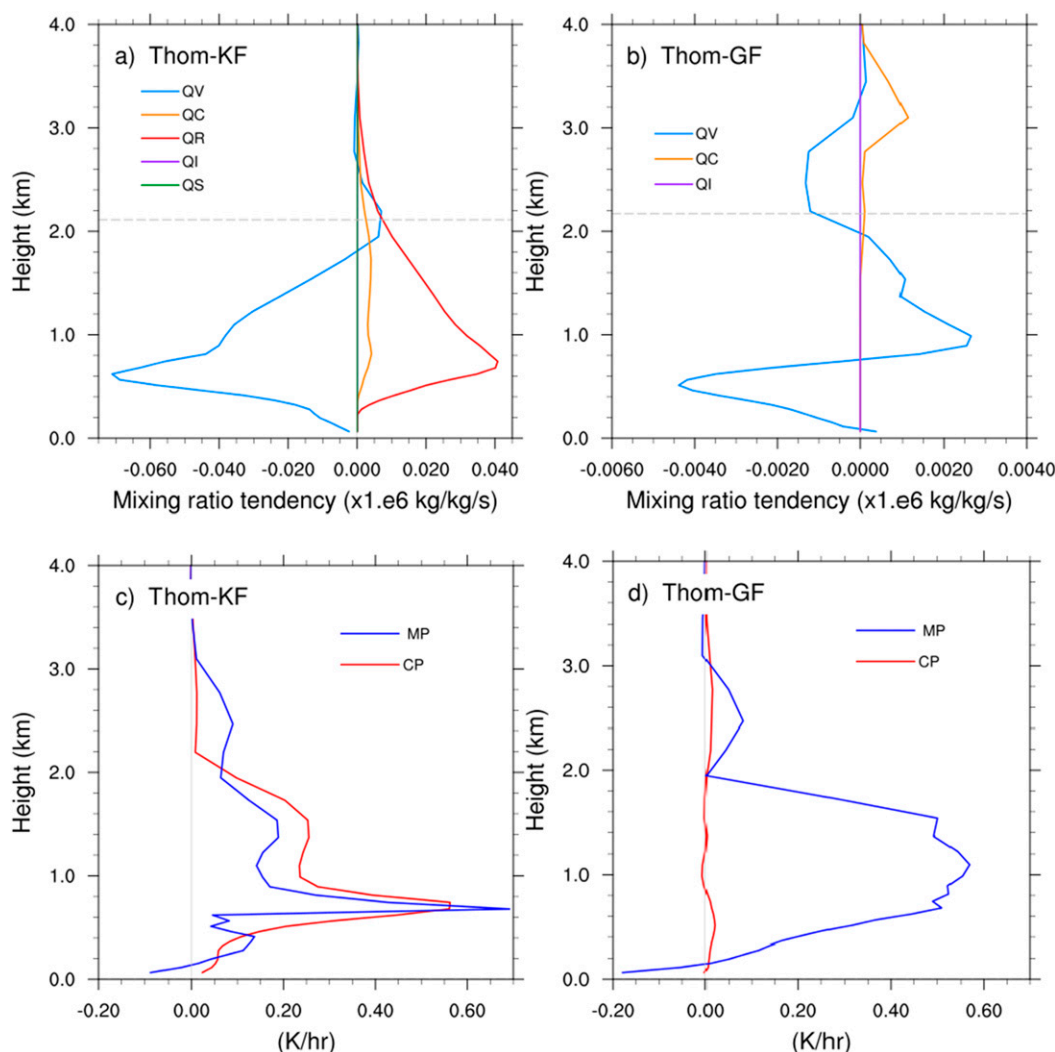 a) Thom-KF
QV
QC
QR
QI
QS
4.0
3.0
2.0
1.0
0.0
Height (km)
-0.060 -0.040 -0.020 0.000 0.020 0.040
Mixing ratio tendency (x1.e6 kg/kg/s)
b) Thom-GF
QV
QC
QI
4.0
3.0
2.0
1.0
0.0
Height (km)
-0.0060 -0.0040 -0.0020 0.0000 0.0020 0.0040
Mixing ratio tendency (x1.e6 kg/kg/s)
c) Thom-KF
MP
CP
4.0
3.0
2.0
1.0
0.0
Height (km)
-0.20 0.00 0.20 0.40 0.60
(K/hr)
d) Thom-GF
MP
CP
4.0
3.0
2.0
1.0
0.0
Height (km)
-0.20 0.00 0.20 0.40 0.60
(K/hr)